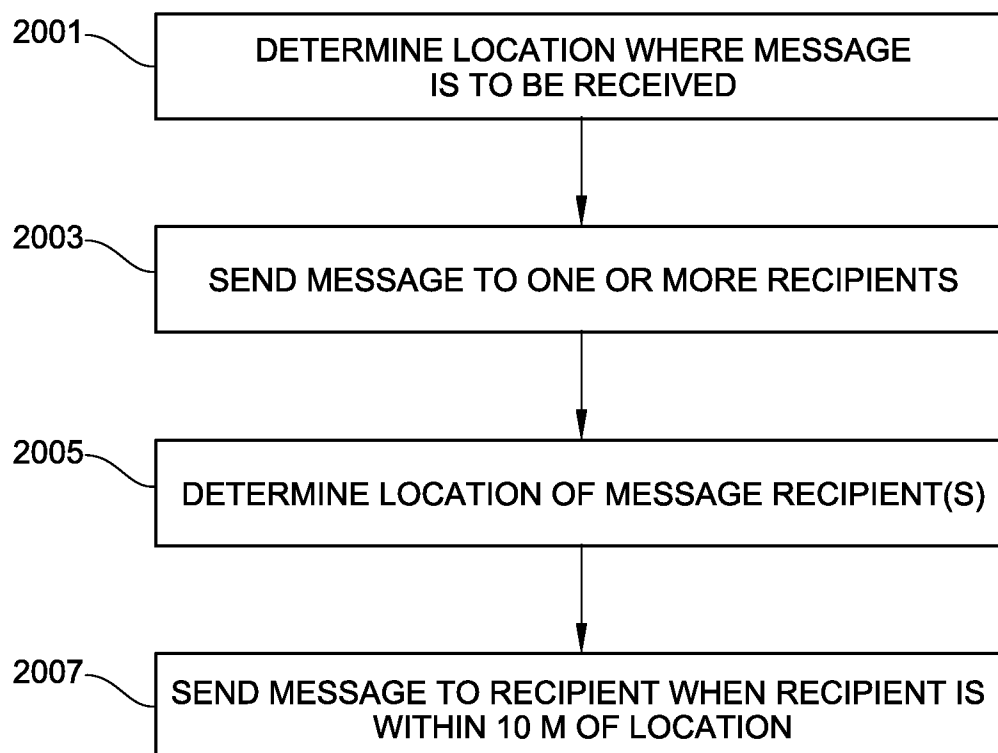 2001
DETERMINE LOCATION WHERE MESSAGE
IS TO BE RECEIVED
2003
SEND MESSAGE TO ONE OR MORE RECIPIENTS
2005
DETERMINE LOCATION OF MESSAGE RECIPIENT(S)
2007
SEND MESSAGE TO RECIPIENT WHEN RECIPIENT IS
WITHIN 10 M OF LOCATION